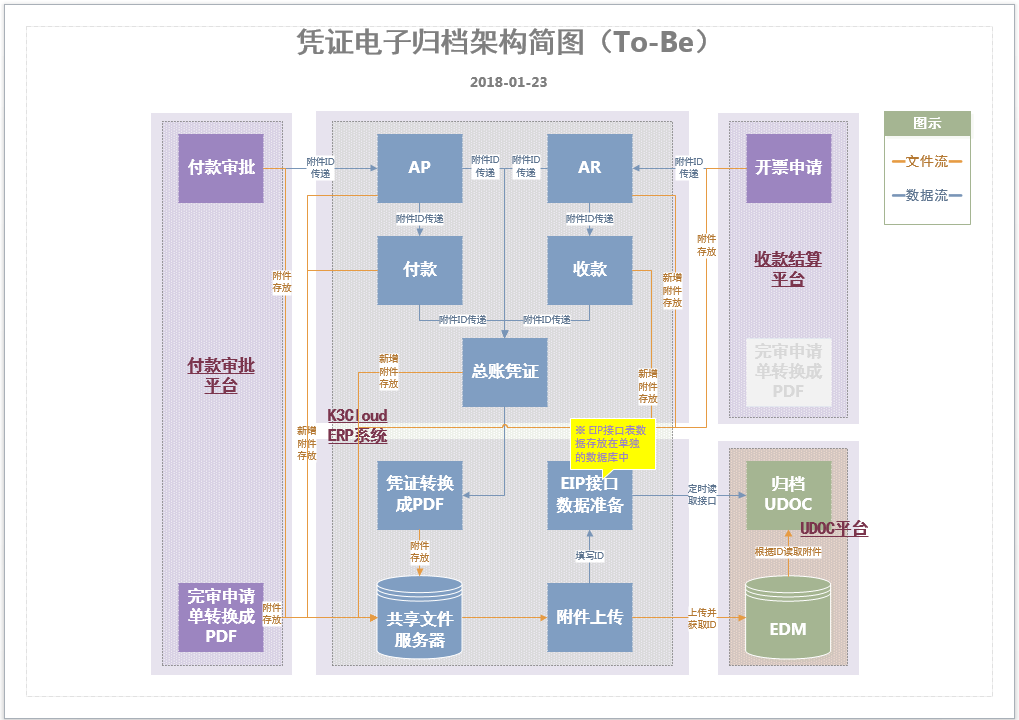 凭证电子归档架构简图（To-Be）
2018-01-23
图示
文件流
数据流
付款审批
附件ID
传递
AP
附件ID
传递
附件ID
传递
AR
附件ID
传递
开票申请
附件ID传递
附件ID传递
附件
存放
付款
收款
附件
存放
新增
附件
存放
收款结算
平台
附件ID传递
附件ID传递
付款审批
平台
新增
附件
存放
总账凭证
新增
附件
存放
完审申请
单转换成
PDF
K3Cloud
ERP系统
新增
附件
存放
※ EIP接口表数
据存放在单独
的数据库中
凭证转换
成PDF
EIP接口
数据准备
定时读
取接口
归档
UDOC
UDOC平台
附件
存放
填写ID
根据ID读取附件
完审申请
单转换成
PDF
附件
存放
共享文件
服务器
附件上传
上传并
获取ID
EDM